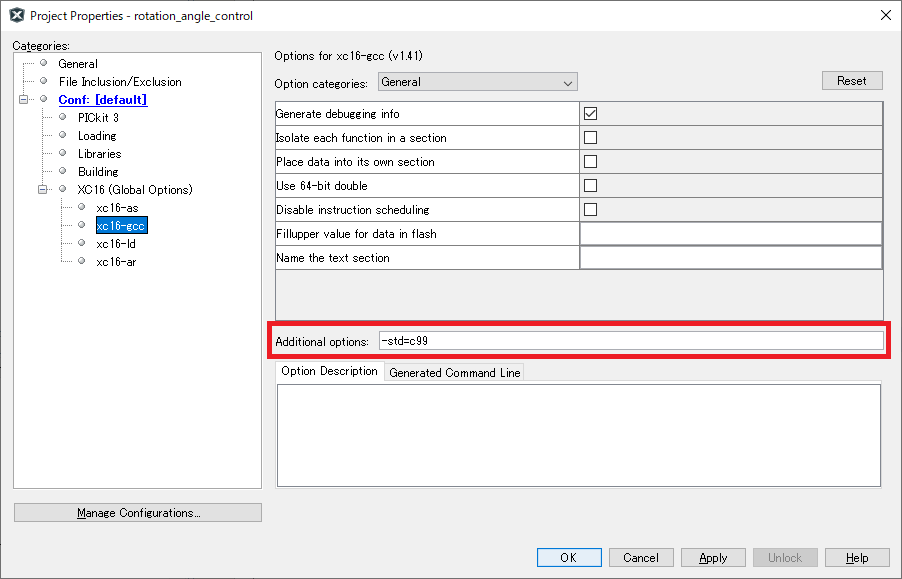 Project Properties - rotation_angle_control
Categories:
General
File Inclusion/Exclusion
Conf: [default]
PICkit 3
Loading
Libraries
Building
XC16 (Global Options)
xc16-as
xc16-gcc
xc16-ld
xc16-ar
Manage Configurations...
Options for xc16-gcc (v1.41)
Option categories: General Reset
Generate debugging info
Isolate each function in a section
Place data into its own section
Use 64-bit double
Disable instruction scheduling
Fillupper value for data in flash
Name the text section
Additional options: -std=c99
Option Description Generated Command Line
OK Cancel Apply Unlock Help